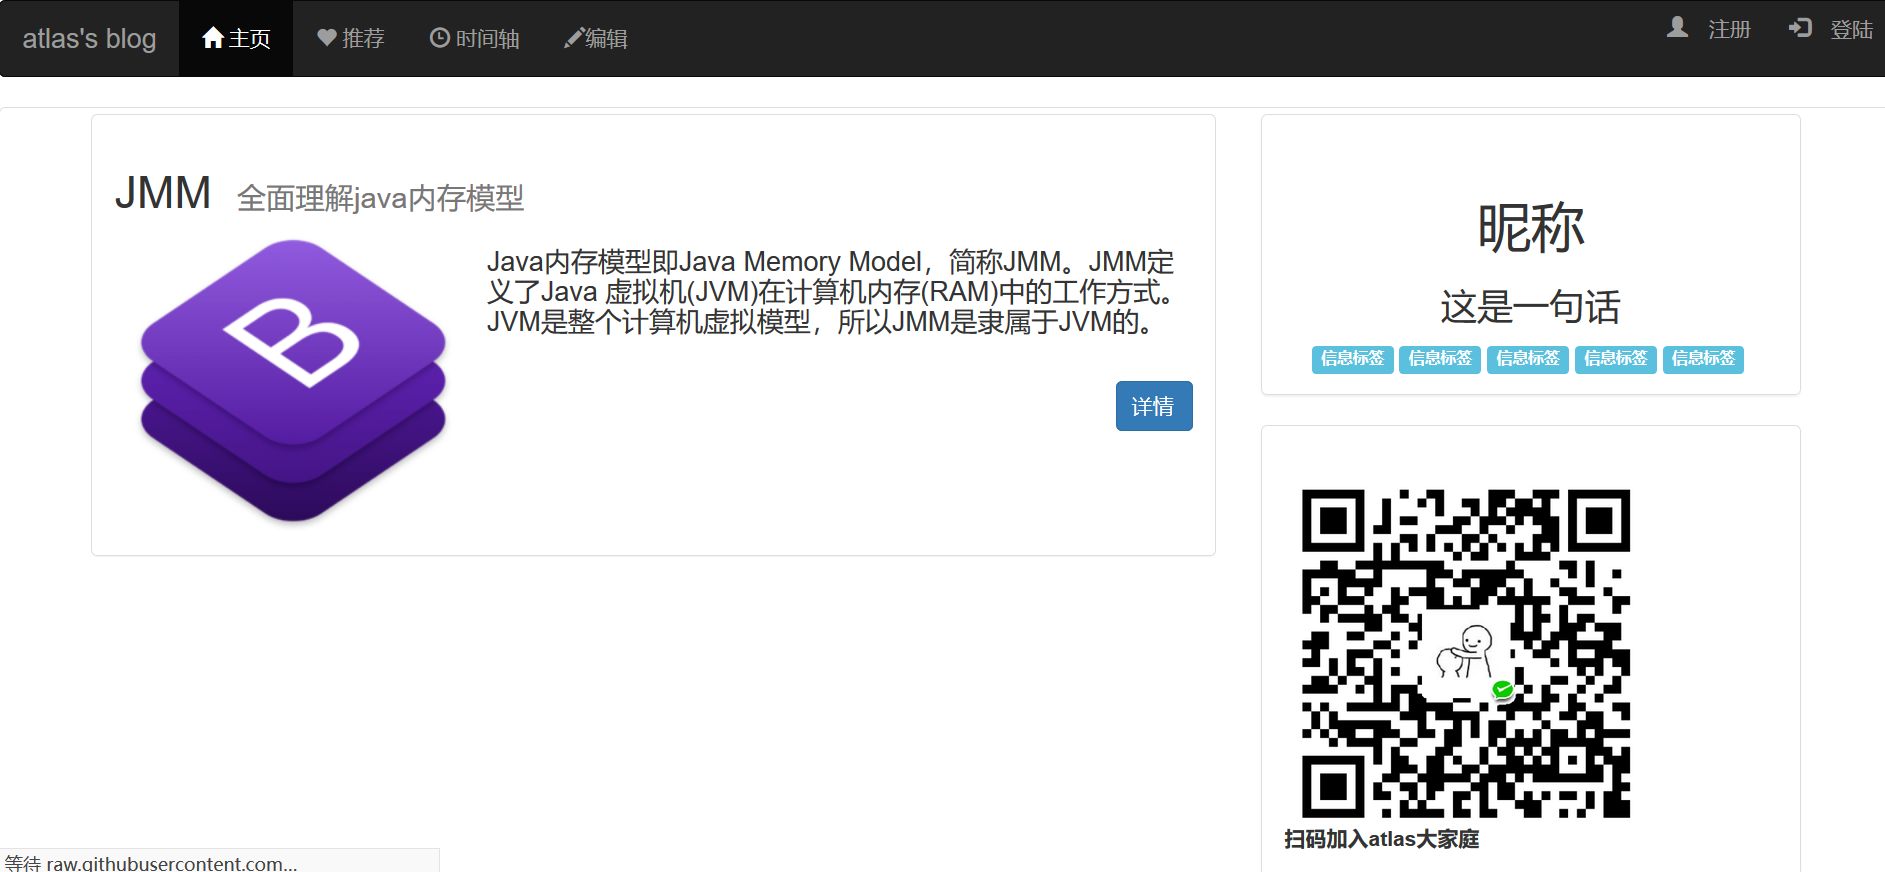 atlas's blog 主页 推荐 时间轴 编辑 注册 登陆
JMM 全面理解java内存模型
Java内存模型即Java Memory Model，简称JMM。JMM定
义了Java 虚拟机(JVM)在计算机内存(RAM)中的工作方式。
JVM是整个计算机虚拟模型，所以JMM是隶属于JVM的。
详情
昵称
这是一句话
信息标签 信息标签 信息标签 信息标签 信息标签
扫码加入atlas大家庭
等待 raw.githubusercontent.com...